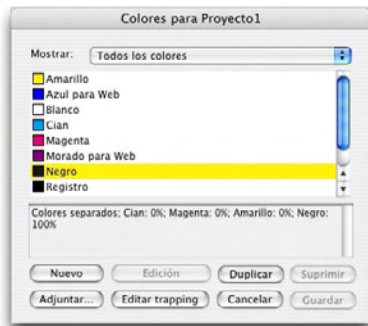 Colores para Proyecto1
Mostrar: Todos los colores
Amarillo
Azul para Web
Blanco
Cian
Magenta
Morado para Web
Negro
Registro
Colores separados; Cian: 0%; Magenta: 0%; Amarillo: 0%; Negro:
100%
Nuevo Edición Duplicar Suprimir
Adjuntar... Editar trapping Cancelar Guardar